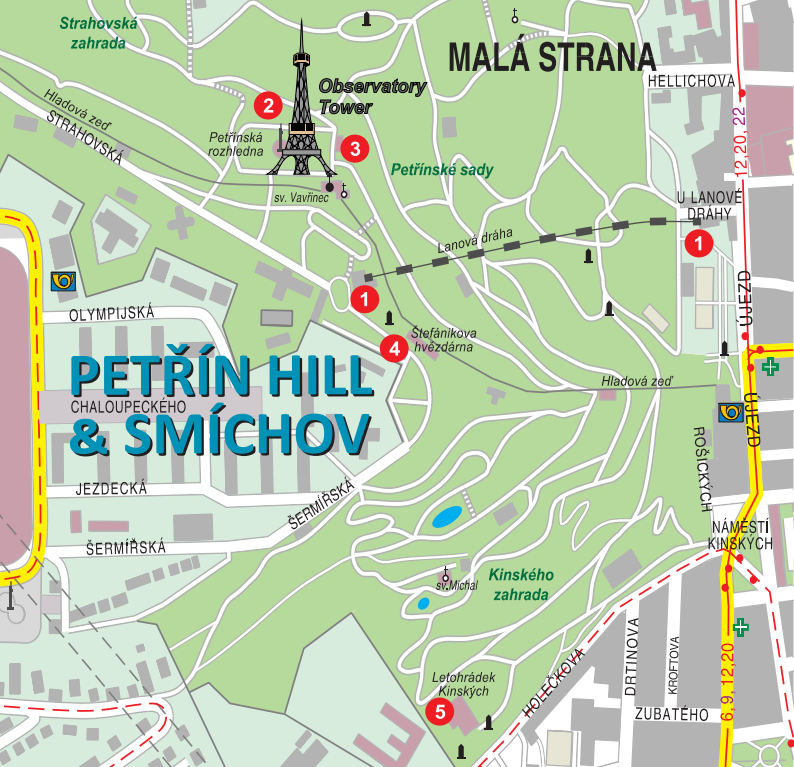 Strahovská
zahrada
MALÁ STRANA
HELLICHOVA
Observatory
Tower
2
Hladová zeď
STRAHOVSKÁ
Petřínská
rozhledna
3
12,20, 22
Petřínské sady
sv. Vavřinec
U LANOVÉ
DRÁHY
Lanová dráha
1
1
ÚJEZD
OLYMPIJSKÁ
4
Štefánikova
hvězdárna
PETŘÍN HILL
& SMÍCHOV
CHALOUPECKÉHO
Hladová zeď
ÚJEZD
ROŠICKÝCH
JEZDECKÁ
ŠERMÍŘSKÁ
ŠERMÍŘSKÁ
NÁMĚSTÍ
KINSKÝCH
sv.Michal
Kinského
zahrada
Letohrádek
Kinských
5
HOLEČKOVA
DRTINOVA
KROFTOVA
ZUBATÉHO
6, 9, 12,20